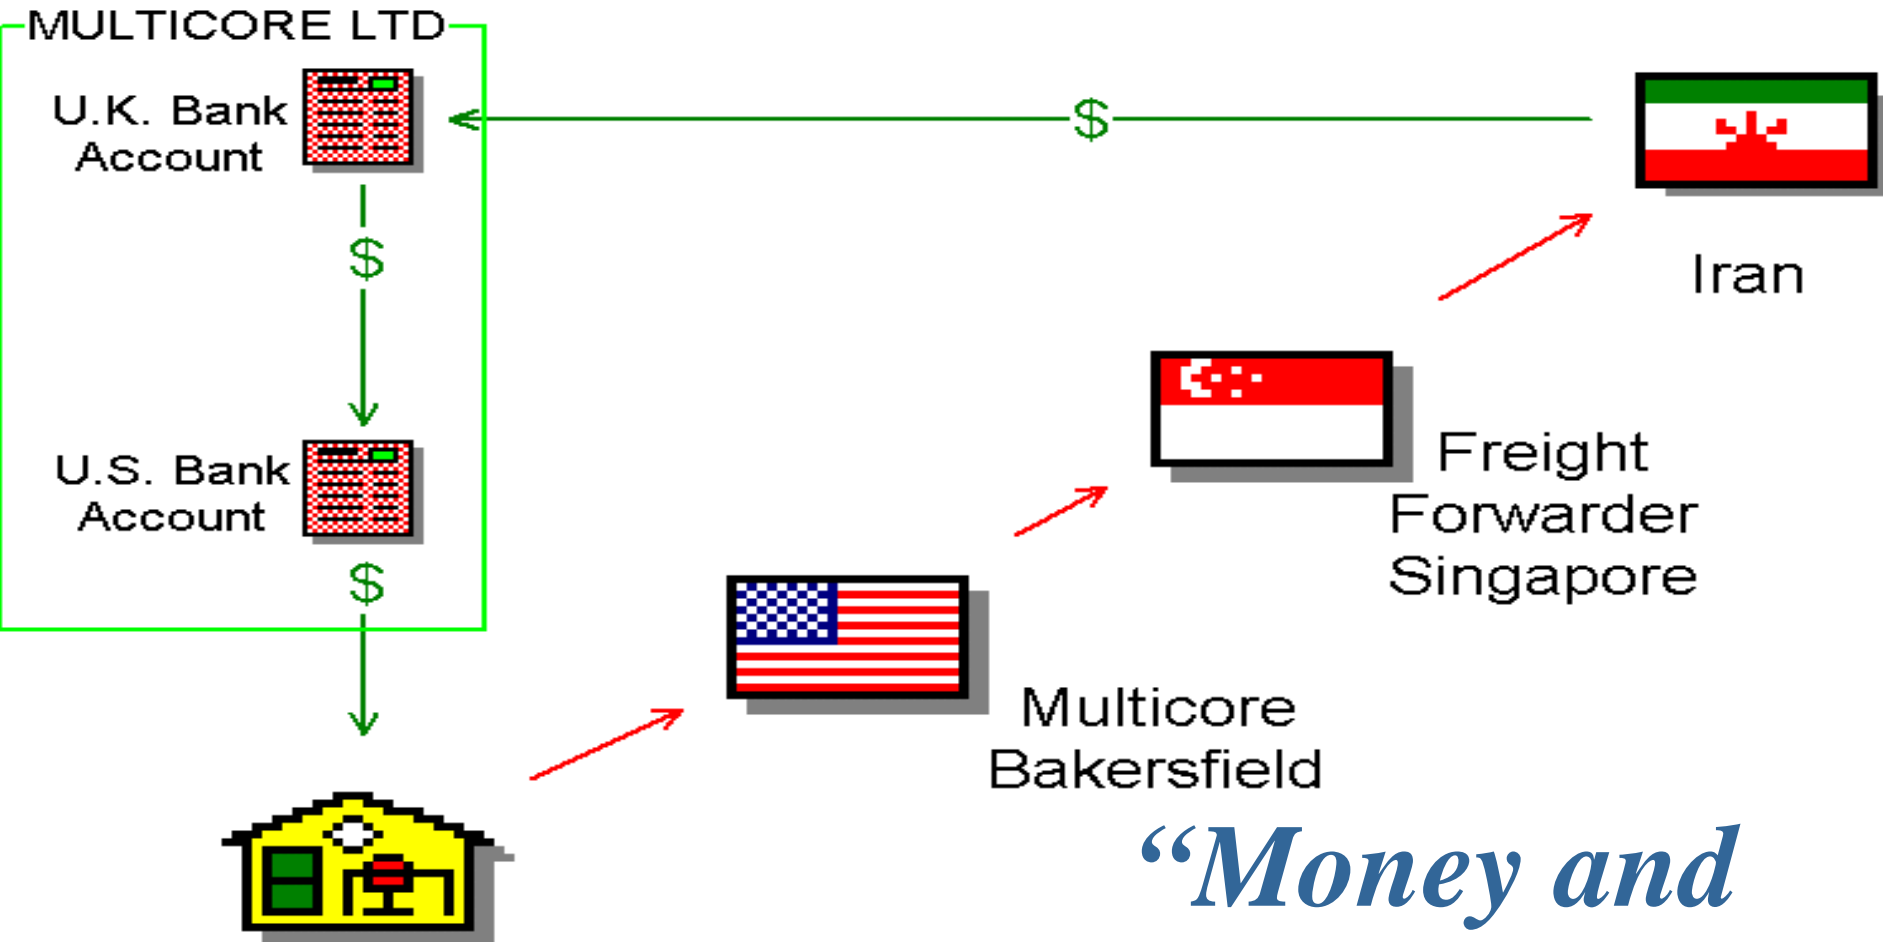 MULTICORE LTD
U.K. Bank
Account
$
$
U.S. Bank
Account
$
Iran
Freight
Forwarder
Singapore
Multicore
Bakersfield
“Money and